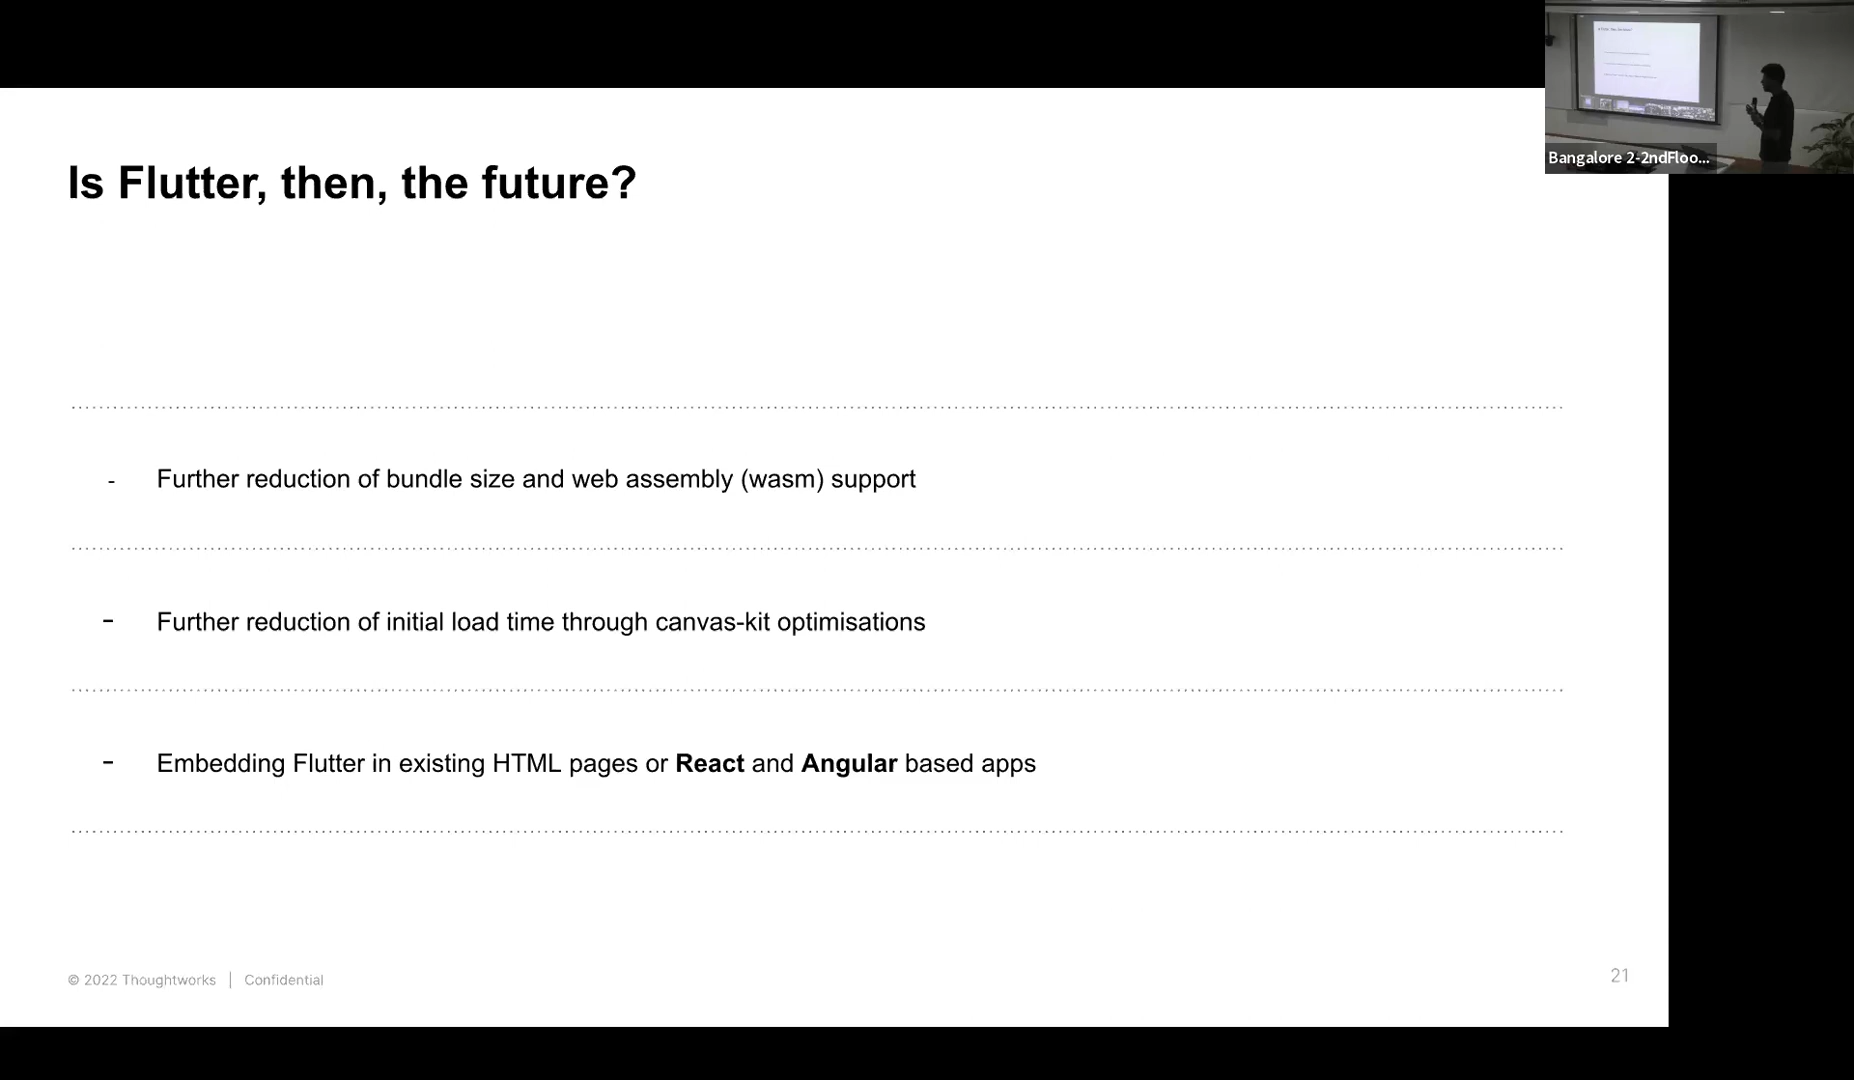 Bangalore 2-2ndFloo...
Is Flutter, then, the future?
- Further reduction of bundle size and web assembly (wasm) support
- Further reduction of initial load time through canvas-kit optimisations
- Embedding Flutter in existing HTML pages or React and Angular based apps
© 2022 Thoughtworks | Confidential
21